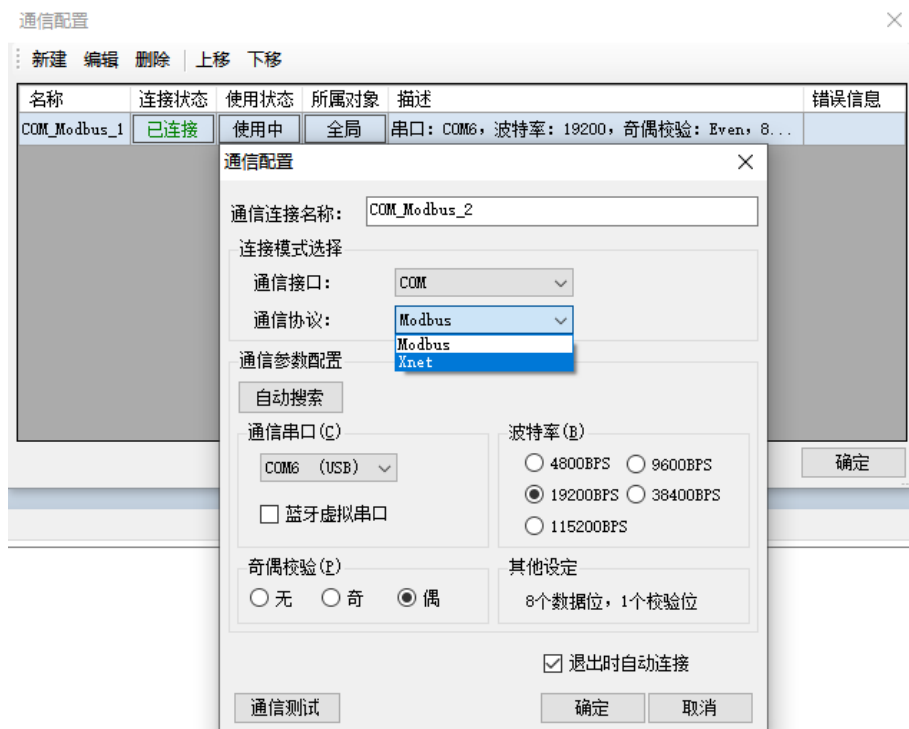 通信配置
新建 编辑 删除 上移 下移
名称 连接状态 使用状态 所属对象 描述 错误信息
COM_Modbus_1 已连接 使用中 全局 串口: COM6, 波特率: 19200, 奇偶校验: Even, 8...
通信配置
通信连接名称: COM_Modbus_2
连接模式选择
通信接口: COM
通信协议: Modbus
Modbus
Xnet
通信参数配置
自动搜索
通信串口(C) 波特率(B)
COM6 (USB) 4800BPS 9600BPS
19200BPS 38400BPS
蓝牙虚拟串口
115200BPS
确定
奇偶校验(P) 其他设定
无 奇 偶 8个数据位，1个校验位
退出时自动连接
通信测试 确定 取消